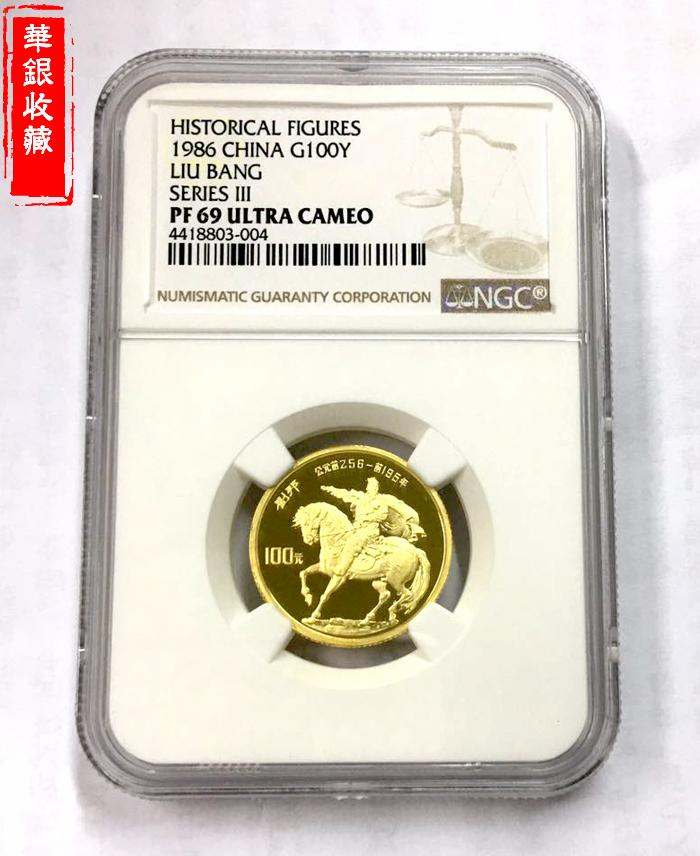 華銀收藏
HISTORICAL FIGURES
1986 CHINA G100Y
LIU BANG
SERIES III
PF 69 ULTRA CAMEO
4418803-004
NUMISMATIC GUARANTY CORPORATION
NGC®
公元前256-前195年
刘邦
100元